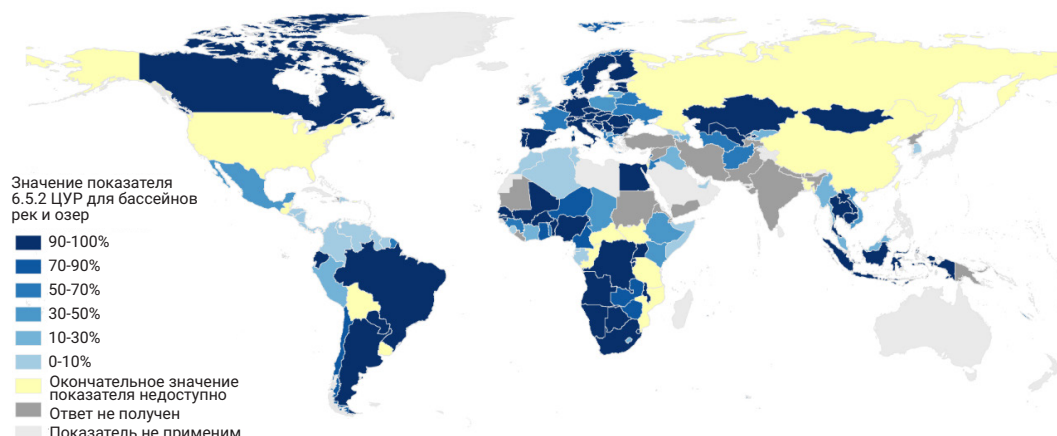 Значение показателя
6.5.2 ЦУР для бассейнов
рек и озер
90-100%
70-90%
50-70%
30-50%
10-30%
0-10%
Окончательное значение
показателя недоступно
Ответ не получен
Показатель не применим